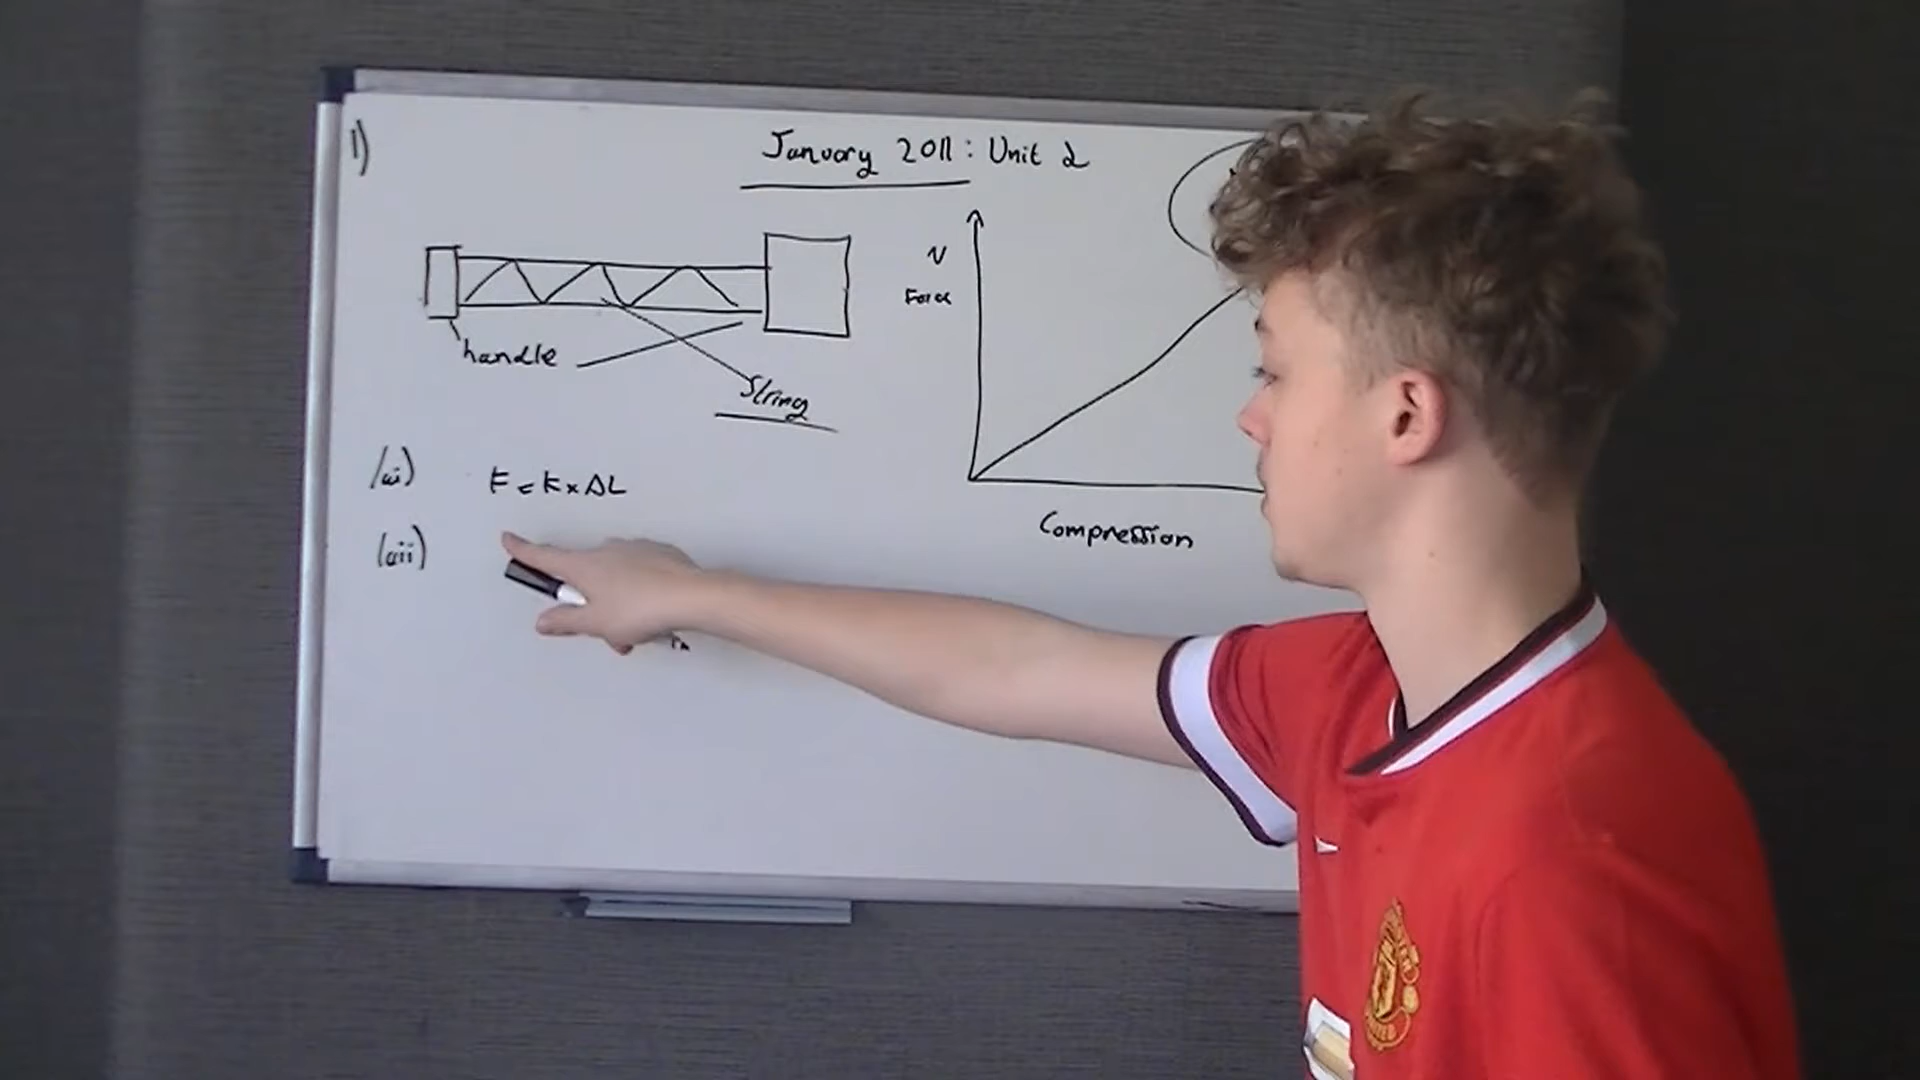 1)
January 2011: Unit 2
N
Force
handle
String
(ai) F = K x ΔL
(aii)
Compression